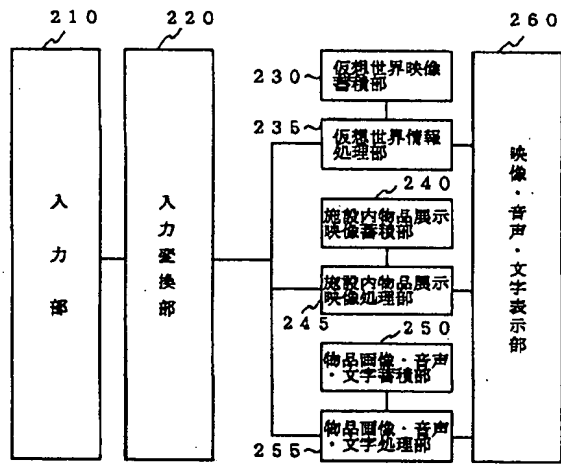 210
220
260
230
仮想世界映像
蓄積部
235
仮想世界情報
処理部
240
施設内物品展示
映像蓄積部
施設内物品展示
映像処理部
245
250
物品画像・音声
・文字蓄積部
物品画像・音声
・文字処理部
255
入力部
入力変換部
映像・音声・文字表示部